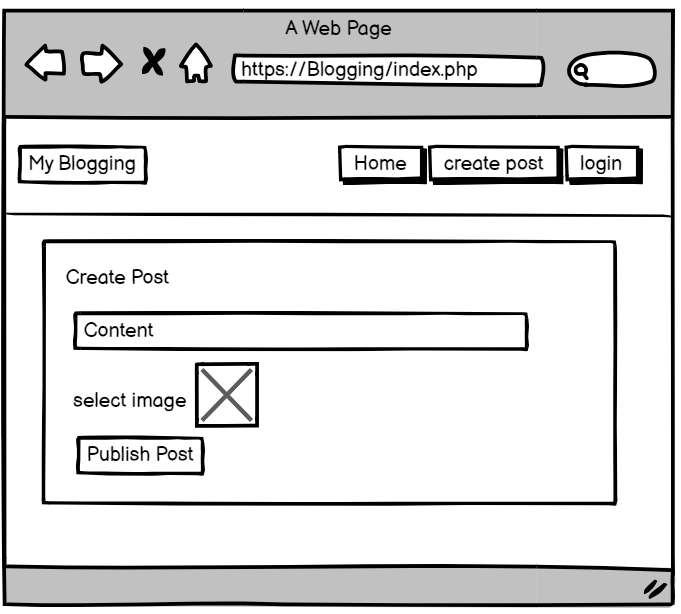 A Web Page
https://Blogging/index.php
My Blogging
Home
create post
login
Create Post
Content
select image
Publish Post